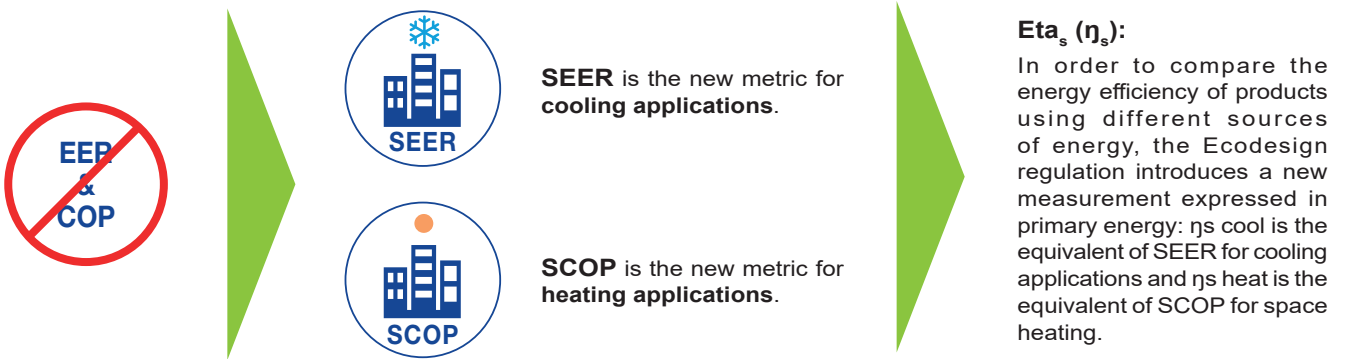 EER
&
COP
SEER
SEER is the new metric for
cooling applications.
SCOP
SCOP is the new metric for
heating applications.
Etaₛ (ŋₛ):
In order to compare the
energy efficiency of products
using different sources
of energy, the Ecodesign
regulation introduces a new
measurement expressed in
primary energy: ŋs cool is the
equivalent of SEER for cooling
applications and ŋs heat is the
equivalent of SCOP for space
heating.